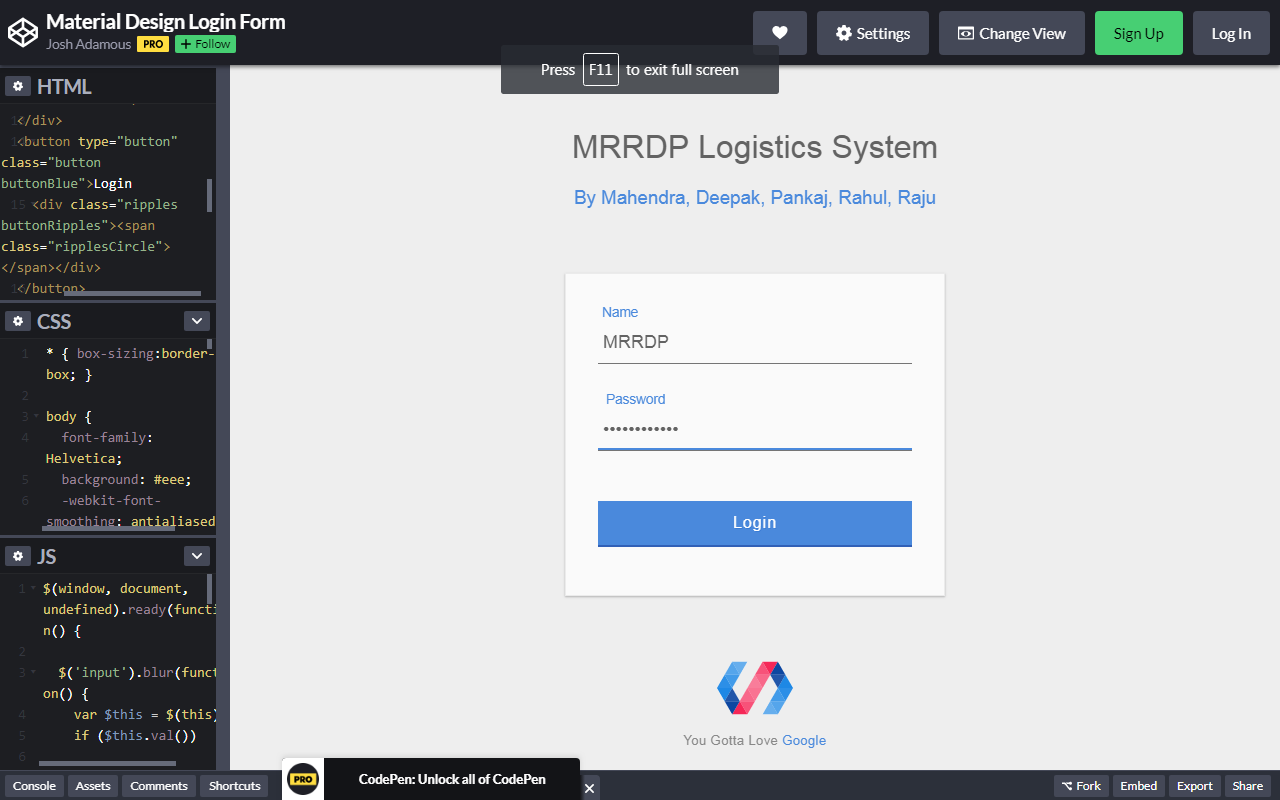 Material Design Login Form
Josh Adamous PRO + Follow
Settings
Change View
Sign Up
Log In
Press F11 to exit full screen
HTML
</div>
<button type="button"
class="button
buttonBlue">Login
15 <div class="ripples
buttonRipples"><span
class="ripplesCircle">
</span></div>
</button>
CSS
1 * { box-sizing:border-
box; }
2
3 body {
4 font-family:
Helvetica;
5 background: #eee;
6 -webkit-font-
smoothing: antialiased
JS
1 $(window, document,
undefined).ready(functi
n() {
2
3 $('input').blur(funct
on() {
4 var $this = $(this)
5 if ($this.val())
6
MRRDP Logistics System
By Mahendra, Deepak, Pankaj, Rahul, Raju
Name
MRRDP
Password
••••••••••••
Login
You Gotta Love Google
Console
Assets
Comments
Shortcuts
PRO
CodePen: Unlock all of CodePen
Fork
Embed
Export
Share